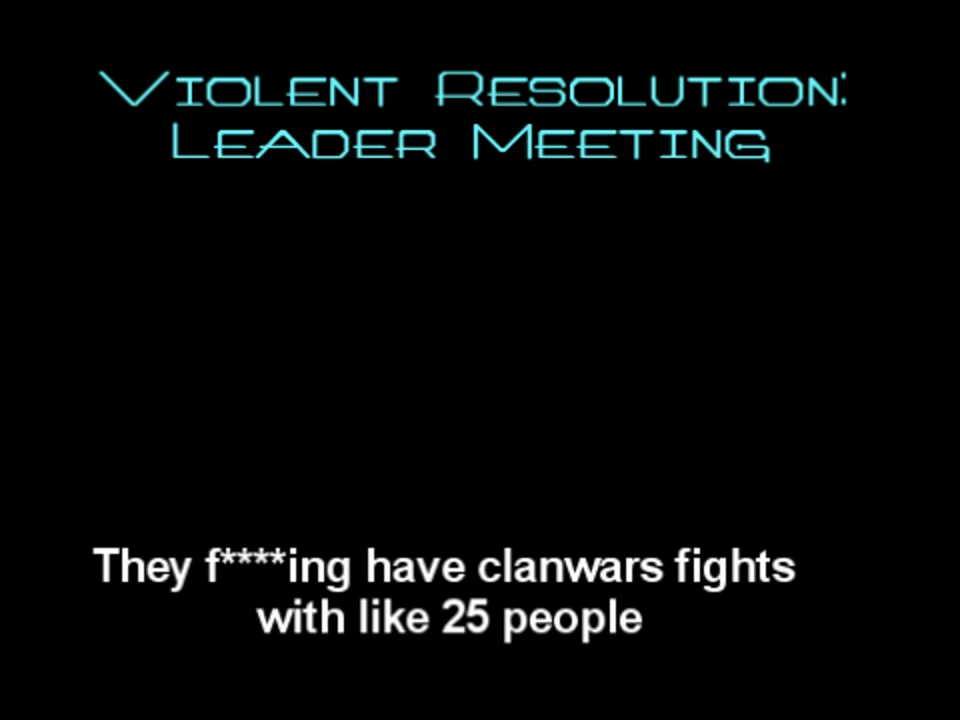 Violent Resolution:
Leader Meeting
They f****ing have clanwars fights
with like 25 people